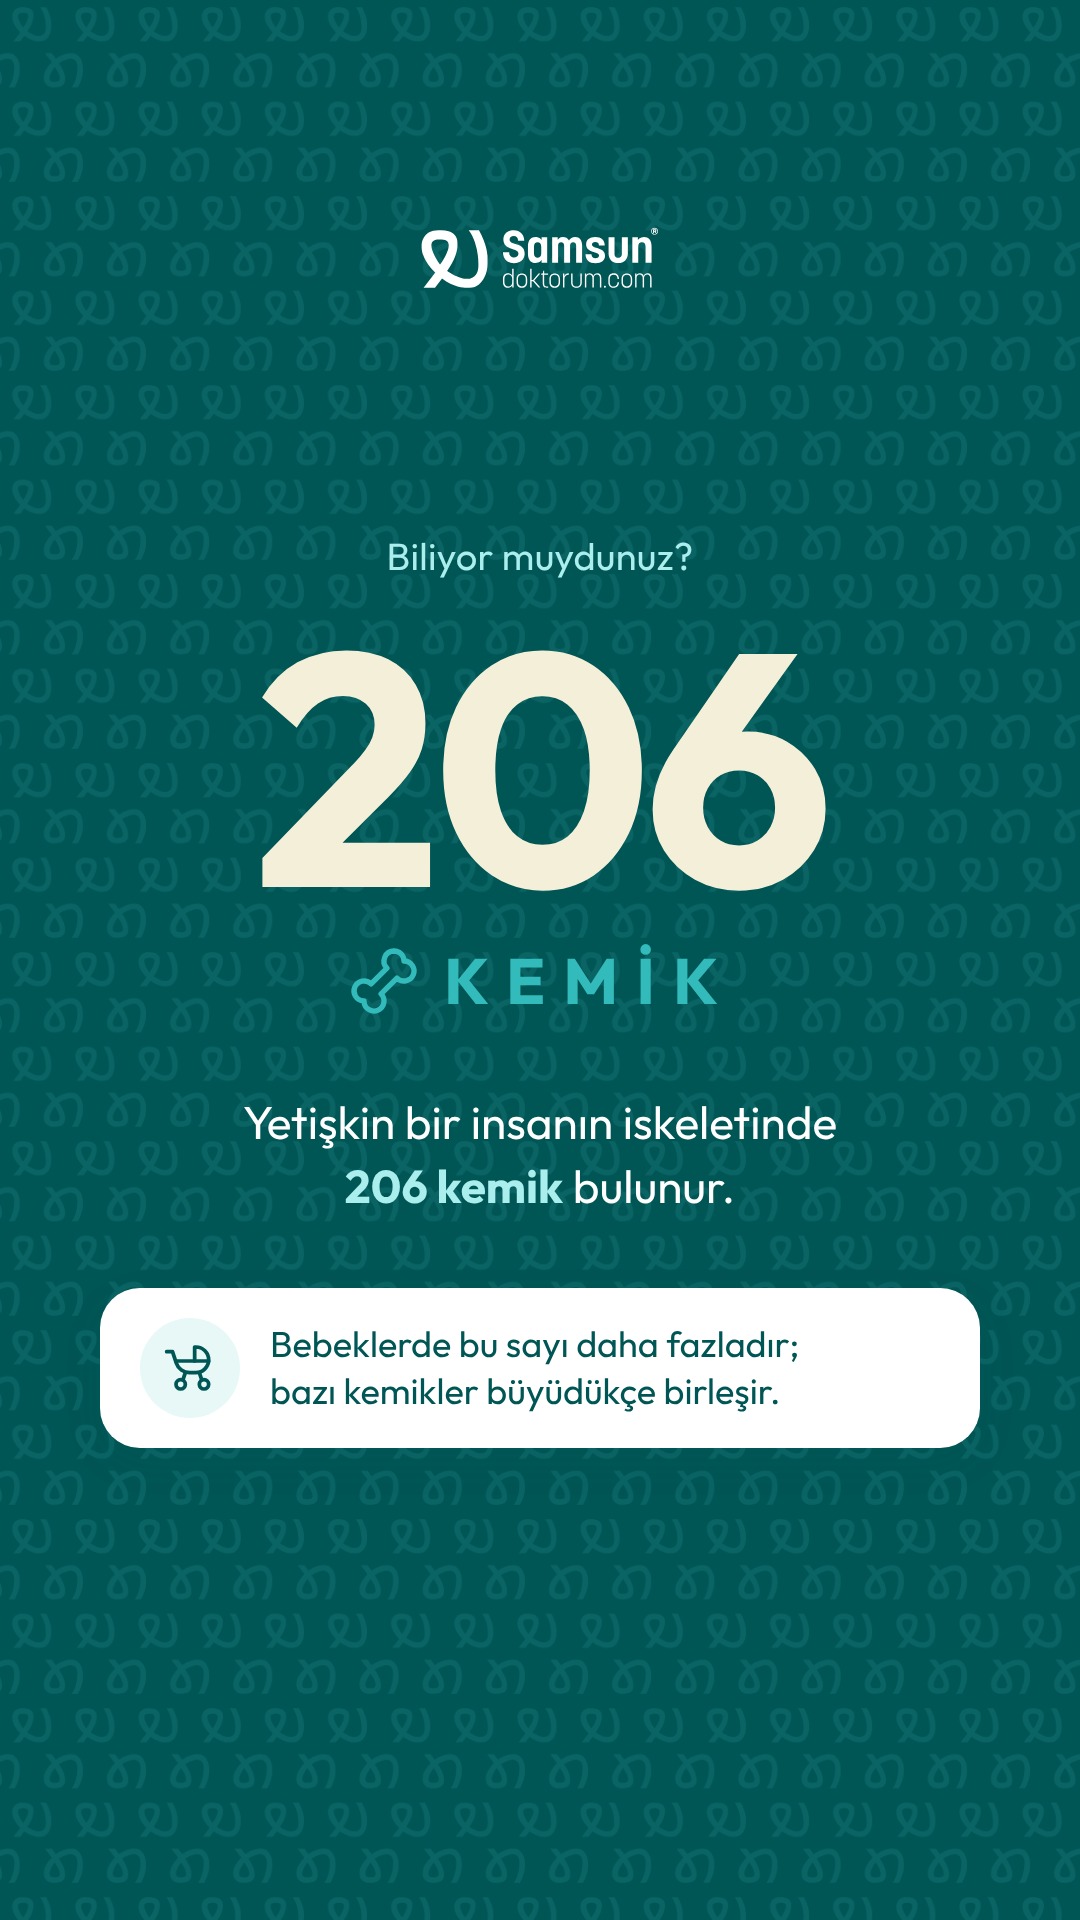 Samsun®
doktorum.com
Biliyor muydunuz?
206
KEMİK
Yetişkin bir insanın iskeletinde
206 kemik bulunur.
Bebeklerde bu sayı daha fazladır;
bazı kemikler büyüdükçe birleşir.